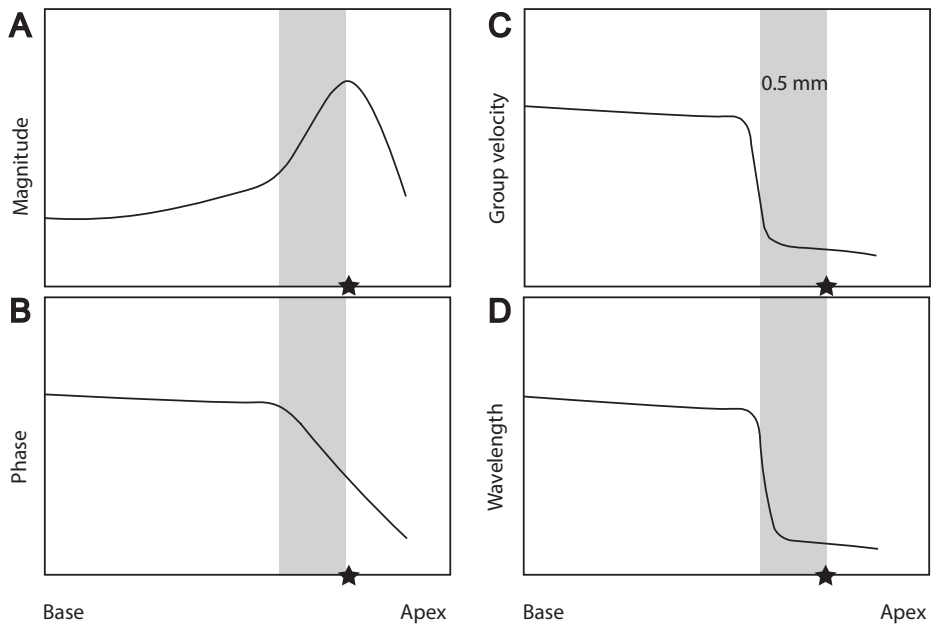 A
Magnitude
C
0.5 mm
Group velocity
B
Phase
D
Wavelength
Base
Apex
Base
Apex